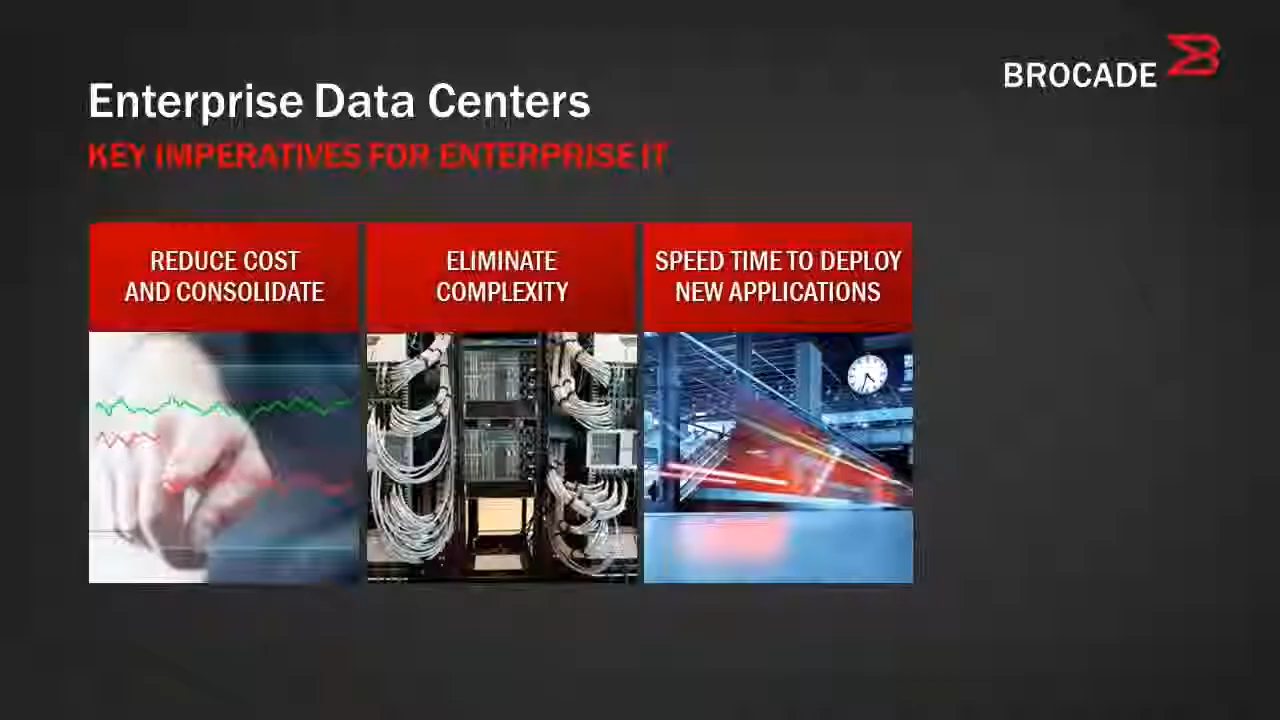 BROCADE
Enterprise Data Centers
KEY IMPERATIVES FOR ENTERPRISE IT
REDUCE COST
AND CONSOLIDATE
ELIMINATE
COMPLEXITY
SPEED TIME TO DEPLOY
NEW APPLICATIONS